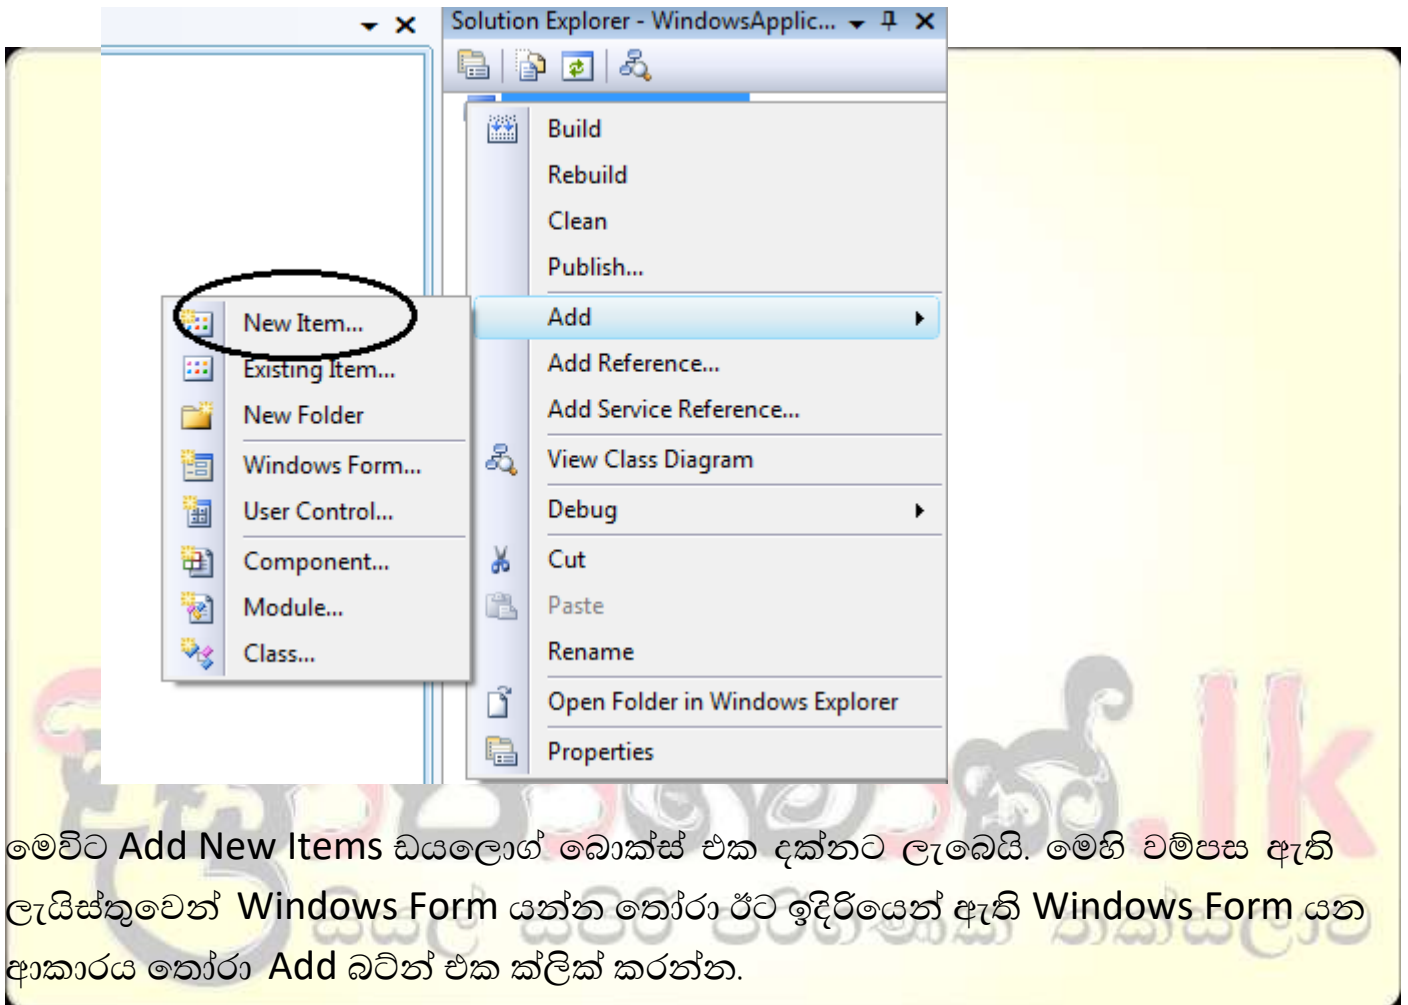 Solution Explorer - WindowsApplic...
Build
Rebuild
Clean
Publish...
Add
Add Reference...
Add Service Reference...
View Class Diagram
Debug
Cut
Paste
Rename
Open Folder in Windows Explorer
Properties
New Item...
Existing Item...
New Folder
Windows Form...
User Control...
Component...
Module...
Class...
මෙවිට Add New Items ඩයලොග් බොක්ස් එක දක්නට ලැබෙයි. මෙහි වම්පස ඇති
ලැයිස්තුවෙන් Windows Form යන්න තෝරා ඊට ඉදිරියෙන් ඇති Windows Form යන
ආකාරය තෝරා Add බටන් එක ක්ලික් කරන්න.
.lk